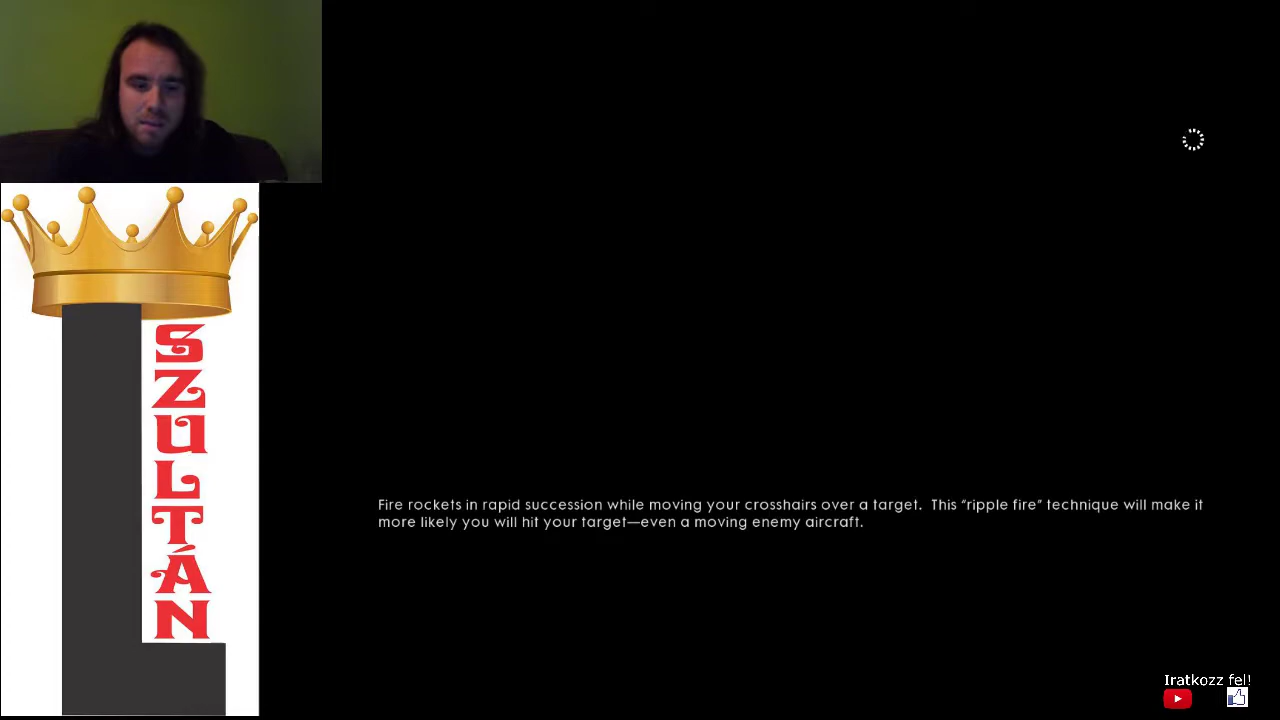 SZULTÁN
Fire rockets in rapid succession while moving your crosshairs over a target.  This “ripple fire” technique will make it
more likely you will hit your target—even a moving enemy aircraft.
Iratkozz fel!